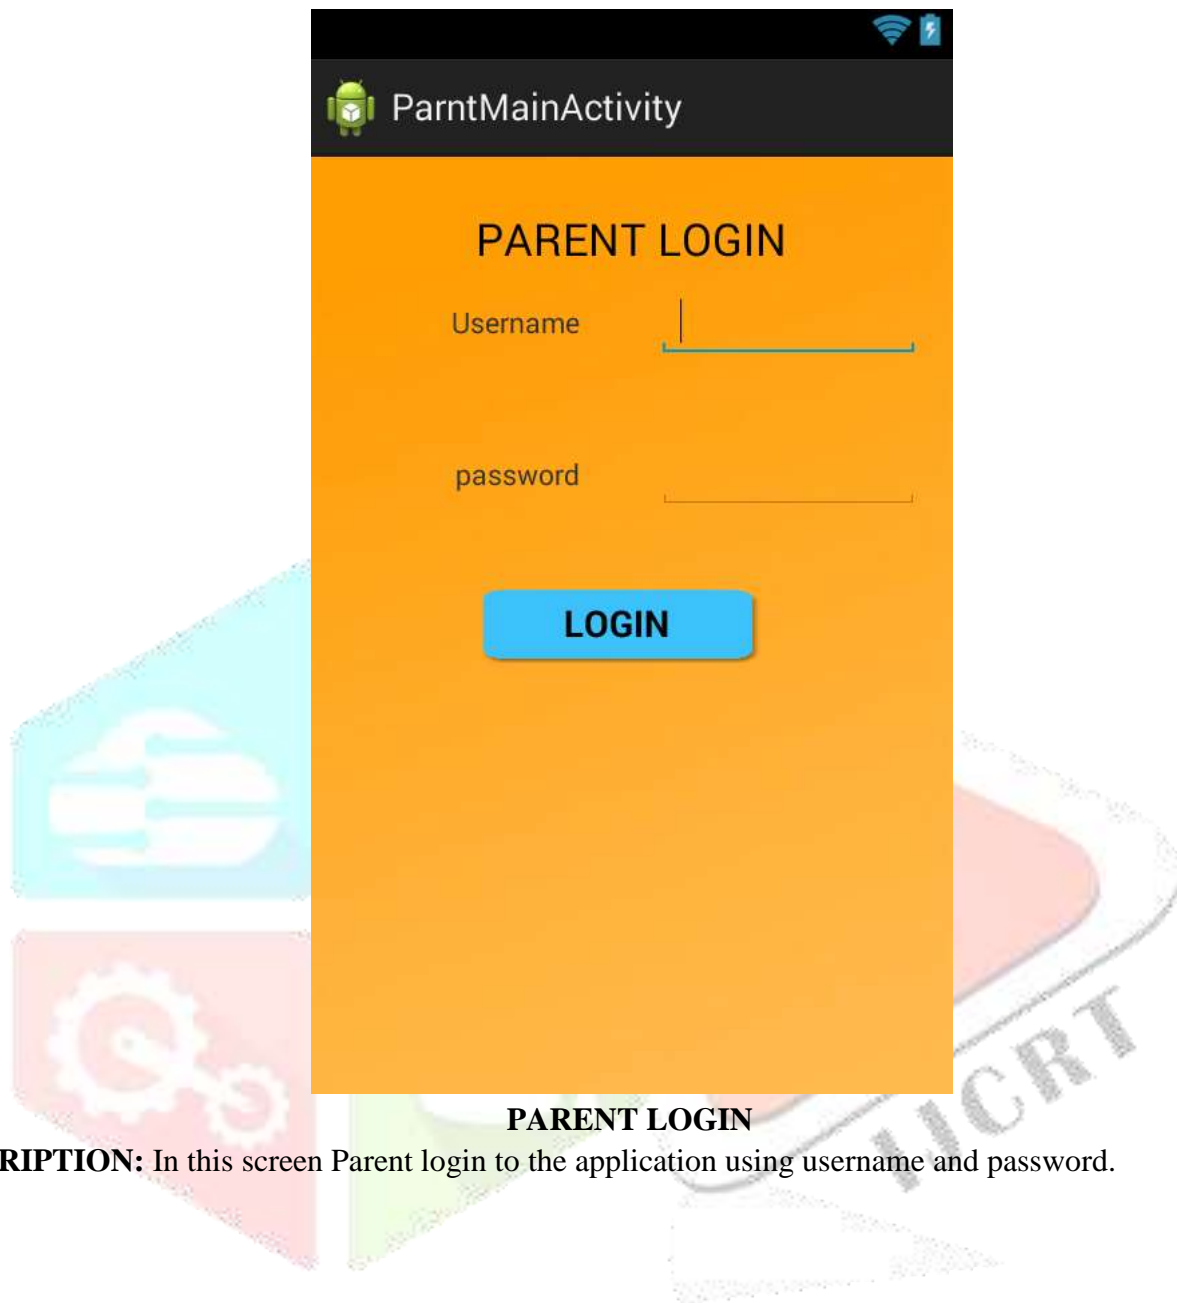 ParntMainActivity
PARENT LOGIN
Username
password
LOGIN
PARENT LOGIN
RIPTION: In this screen Parent login to the application using username and password.
IJCRT